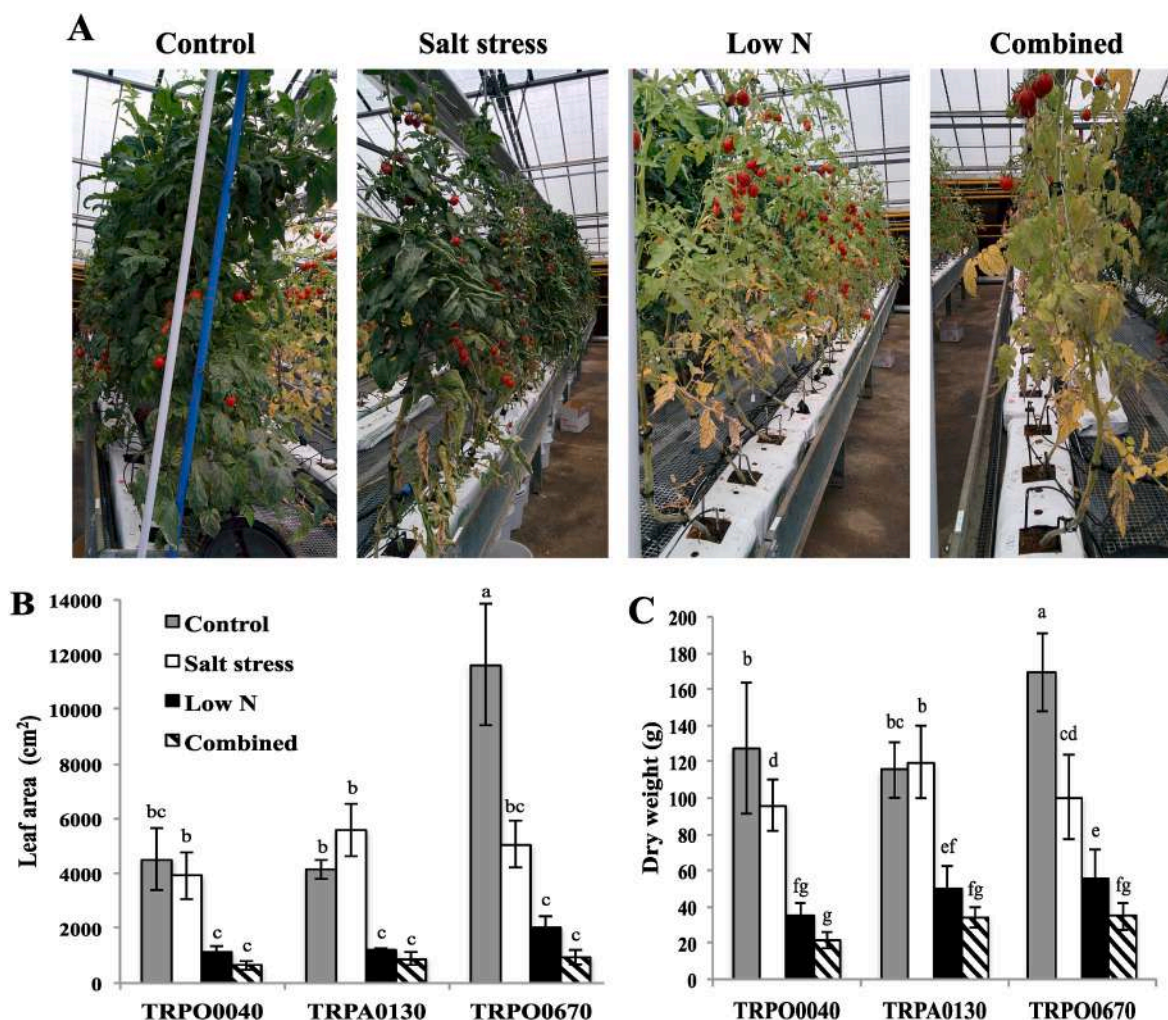 A
Control
Salt stress
Low N
Combined
B
14000
12000
10000
8000
6000
4000
2000
0
Leaf area (cm²)
Control
Salt stress
Low N
Combined
bc
b
c
c
b
b
c
c
a
bc
c
c
TRPO0040
TRPA0130
TRPO0670
C
200
180
160
140
120
100
80
60
40
20
0
Dry weight (g)
b
d
fg
g
bc
b
ef
fg
a
cd
e
fg
TRPO0040
TRPA0130
TRPO0670